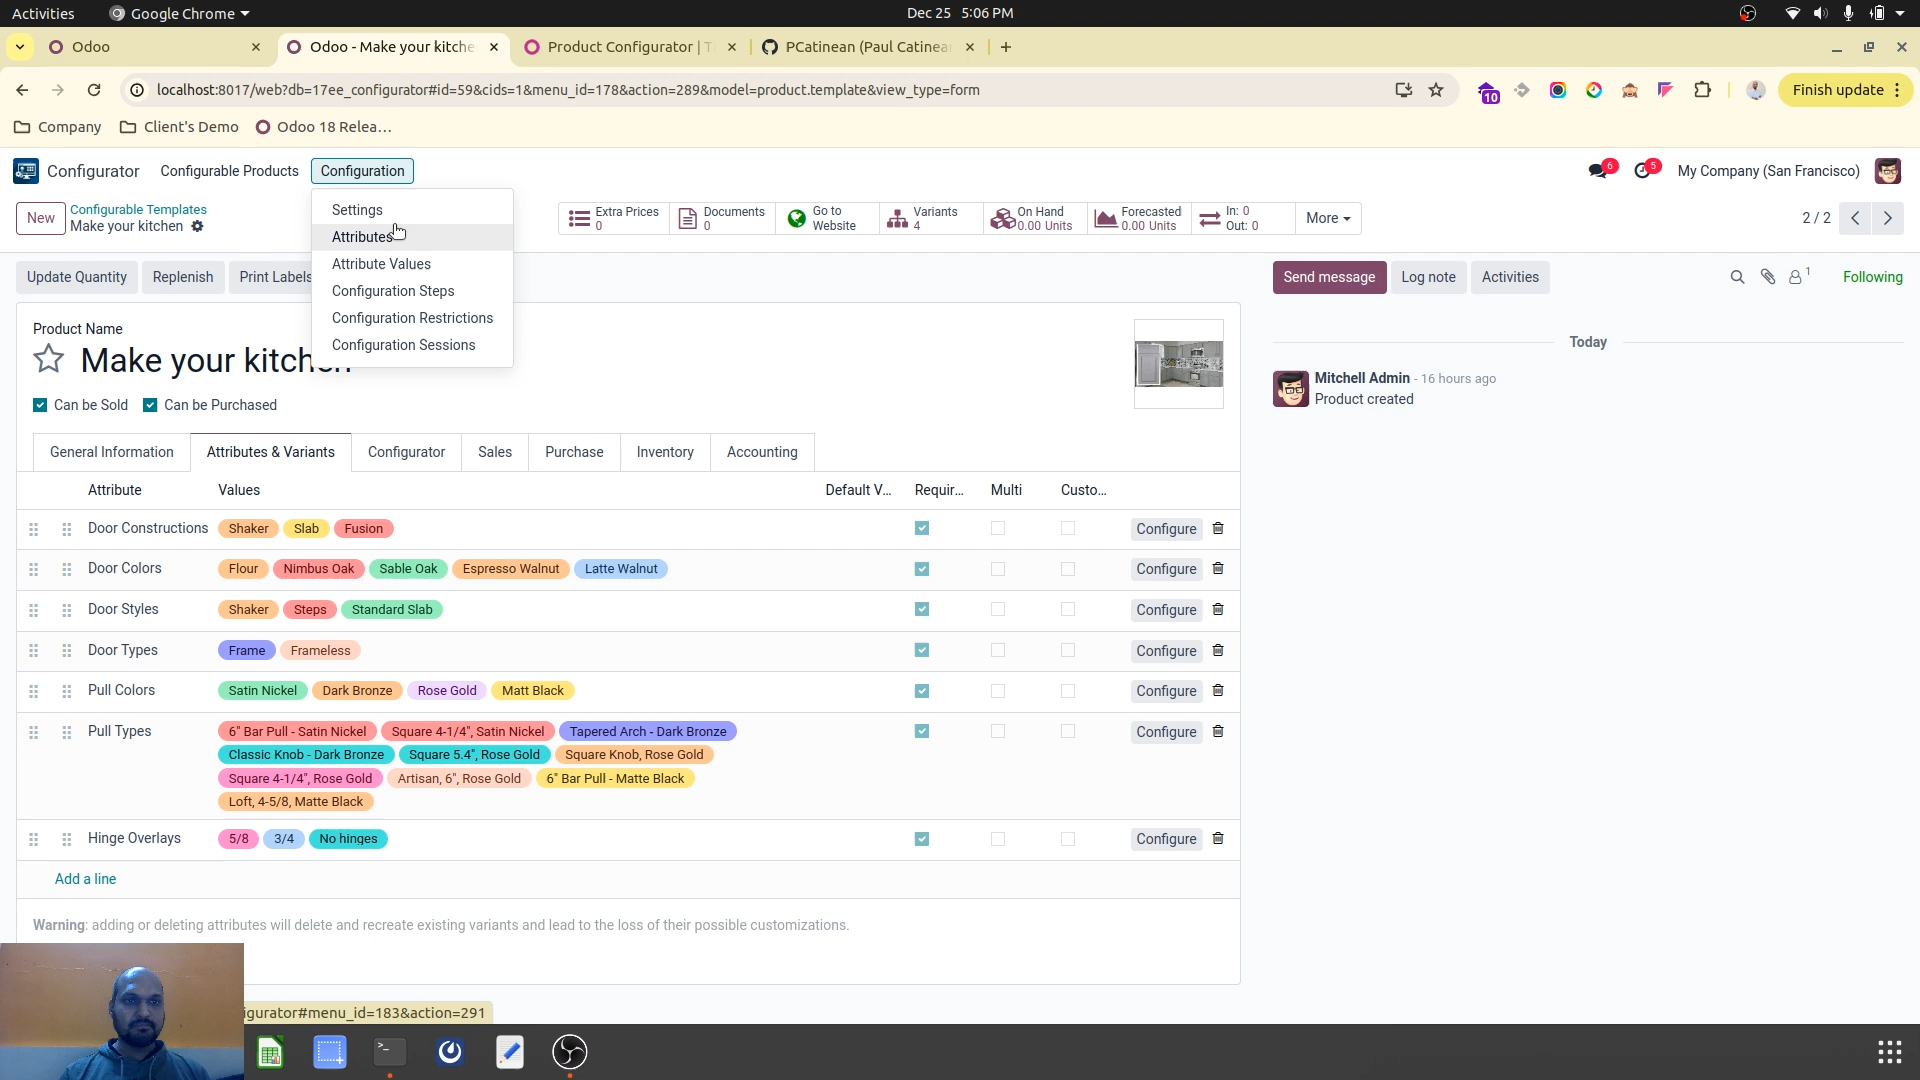 Activities
Google Chrome
Dec 25 5:06 PM
Odoo
Odoo - Make your kitche
Product Configurator | T
PCatinean (Paul Catinea
localhost:8017/web?db=17ee_configurator#id=59&cids=1&menu_id=178&action=289&model=product.template&view_type=form
10
Finish update
Company
Client's Demo
Odoo 18 Relea...
Configurator
Configurable Products
Configuration
6
5
My Company (San Francisco)
New
Configurable Templates
Make your kitchen
Settings
Attributes
Attribute Values
Configuration Steps
Configuration Restrictions
Configuration Sessions
Extra Prices
0
Documents
0
Go to
Website
Variants
4
On Hand
0.00 Units
Forecasted
0.00 Units
In: 0
Out: 0
More
2 / 2
Update Quantity
Replenish
Print Labels
Send message
Log note
Activities
1
Following
Product Name
Make your kitchen
Can be Sold
Can be Purchased
Today
Mitchell Admin - 16 hours ago
Product created
General Information
Attributes & Variants
Configurator
Sales
Purchase
Inventory
Accounting
Attribute Values Default V... Requir... Multi Custo...
Door Constructions Shaker Slab Fusion Configure
Door Colors Flour Nimbus Oak Sable Oak Espresso Walnut Latte Walnut Configure
Door Styles Shaker Steps Standard Slab Configure
Door Types Frame Frameless Configure
Pull Colors Satin Nickel Dark Bronze Rose Gold Matt Black Configure
Pull Types 6" Bar Pull - Satin Nickel Square 4-1/4", Satin Nickel Tapered Arch - Dark Bronze Configure
Classic Knob - Dark Bronze Square 5.4", Rose Gold Square Knob, Rose Gold
Square 4-1/4", Rose Gold Artisan, 6", Rose Gold 6" Bar Pull - Matte Black
Loft, 4-5/8, Matte Black
Hinge Overlays 5/8 3/4 No hinges Configure
Add a line
Warning: adding or deleting attributes will delete and recreate existing variants and lead to the loss of their possible customizations.
igurator#menu_id=183&action=291